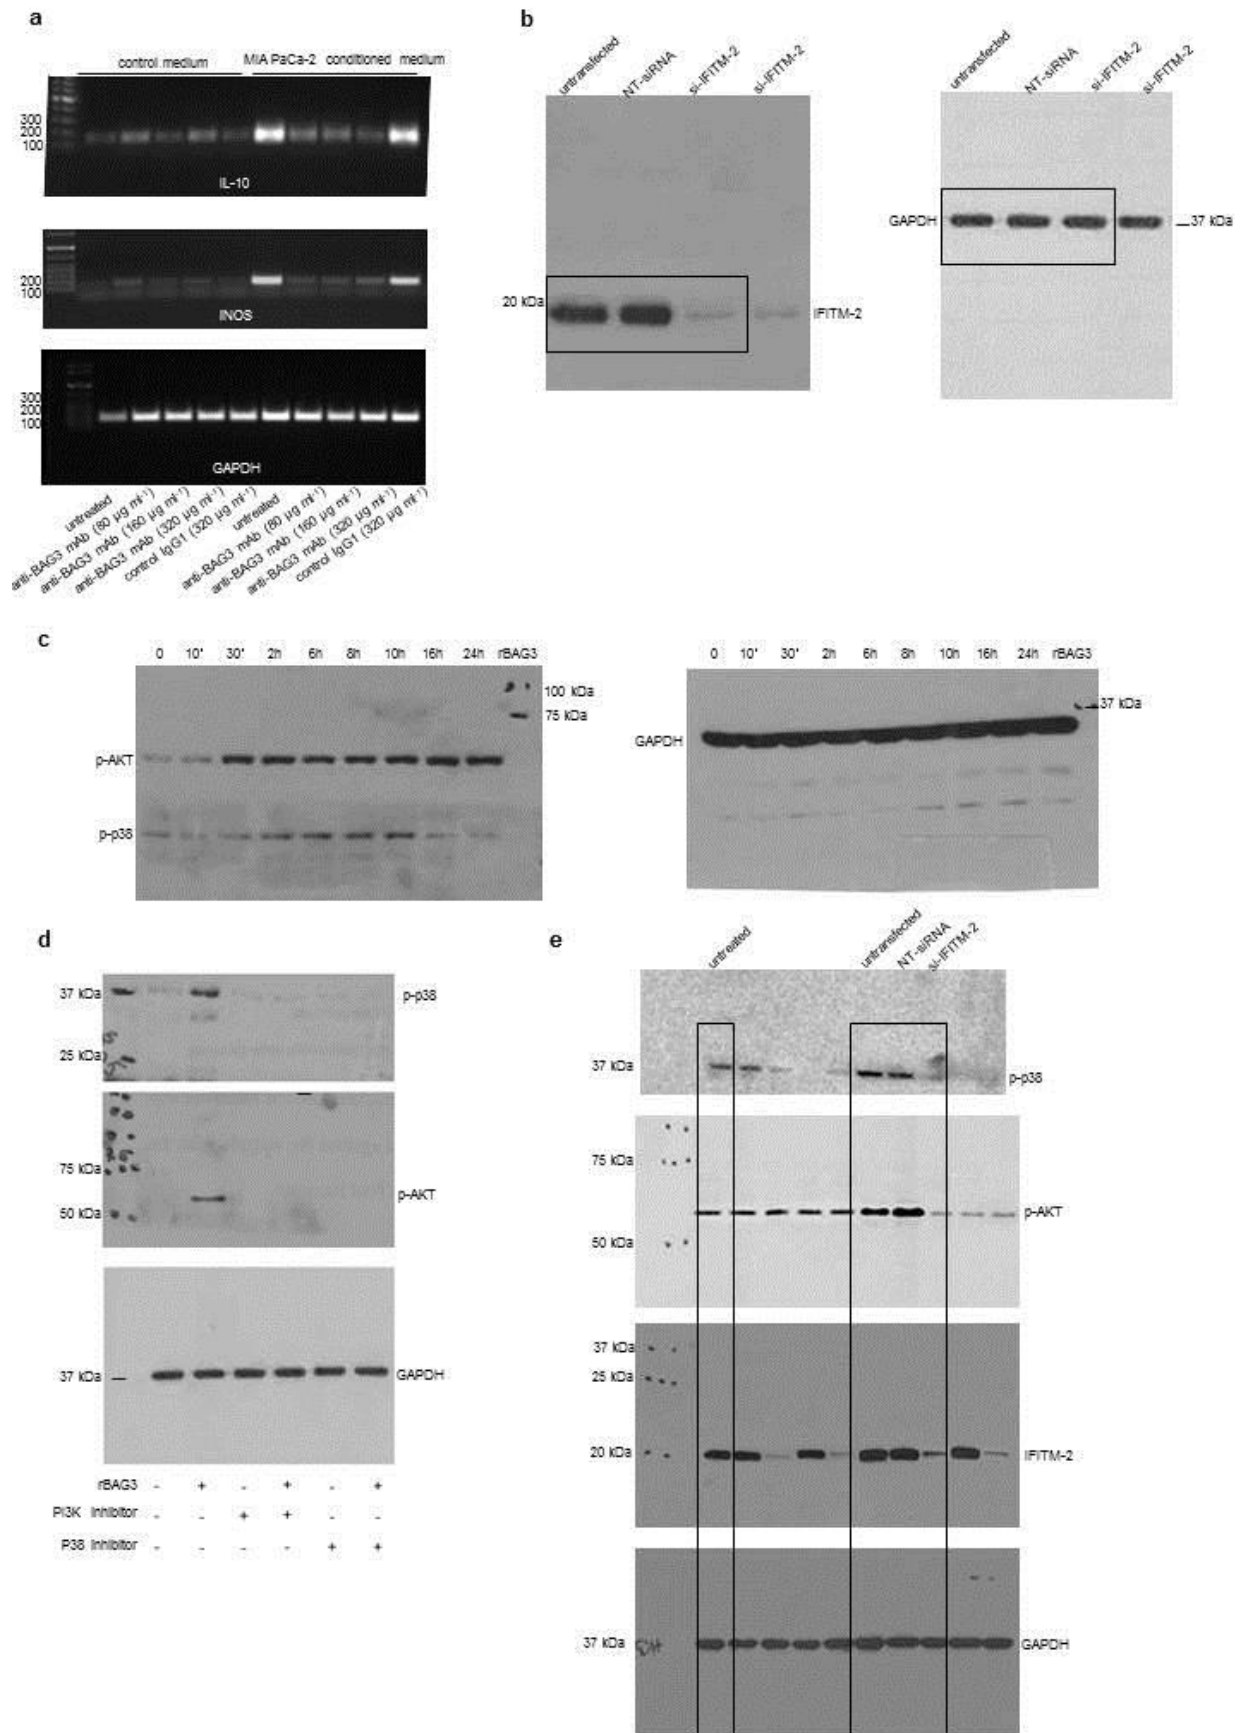 a
control medium
MIA PaCa-2 conditioned medium
300
200
100
IL-10
200
100
INOS
300
200
100
GAPDH
untreated
anti-BAG3 mAb (80 µg ml⁻¹)
anti-BAG3 mAb (160 µg ml⁻¹)
anti-BAG3 mAb (320 µg ml⁻¹)
control IgG1 (320 µg ml⁻¹)
untreated
anti-BAG3 mAb (80 µg ml⁻¹)
anti-BAG3 mAb (160 µg ml⁻¹)
anti-BAG3 mAb (320 µg ml⁻¹)
control IgG1 (320 µg ml⁻¹)
b
untransfected
NT-siRNA
si-IFITM-2
si-IFITM-2
20 kDa
IFITM-2
untransfected
NT-siRNA
si-IFITM-2
si-IFITM-2
GAPDH
37 kDa
c
0 10' 30' 2h 6h 8h 10h 16h 24h rBAG3
100 kDa
75 kDa
p-AKT
p-p38
0 10' 30' 2h 6h 8h 10h 16h 24h rBAG3
37 kDa
GAPDH
d
37 kDa
p-p38
25 kDa
75 kDa
p-AKT
50 kDa
37 kDa
GAPDH
rBAG3 - + - + +
PI3K Inhibitor - - + + - -
P38 Inhibitor - - - - + +
e
untreated
untransfected
NT-siRNA
si-IFITM-2
37 kDa
p-p38
75 kDa
p-AKT
50 kDa
37 kDa
25 kDa
20 kDa
IFITM-2
37 kDa
GAPDH